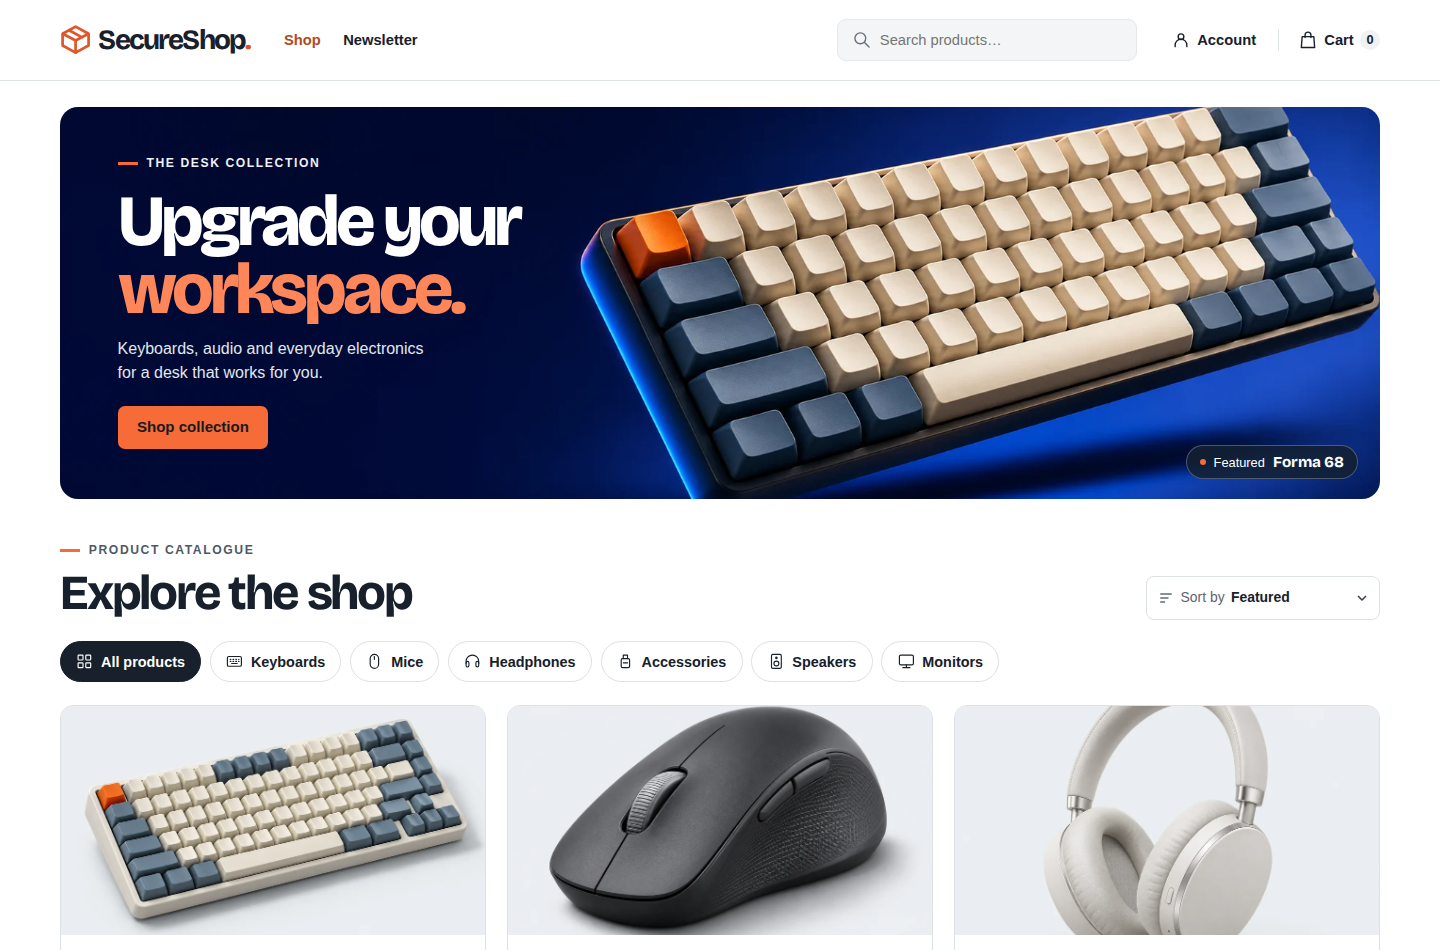 SecureShop.
Shop
Newsletter
Search products…
Account
Cart 0
THE DESK COLLECTION
Upgrade your
workspace.
Keyboards, audio and everyday electronics
for a desk that works for you.
Shop collection
Featured Forma 68
PRODUCT CATALOGUE
Explore the shop
Sort by Featured
All products
Keyboards
Mice
Headphones
Accessories
Speakers
Monitors